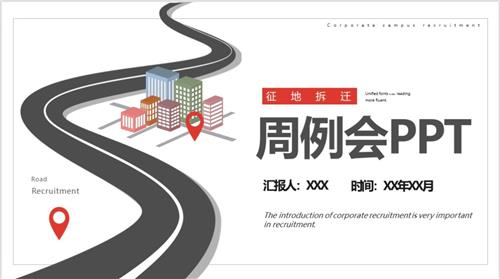 Corporate campus recruitment
征地拆迁
Unified fonts make reading
more fluent.
周例会PPT
汇报人：XXX 时间：XX年XX月
Road
Recruitment
The introduction of corporate recruitment is very important
in recruitment.